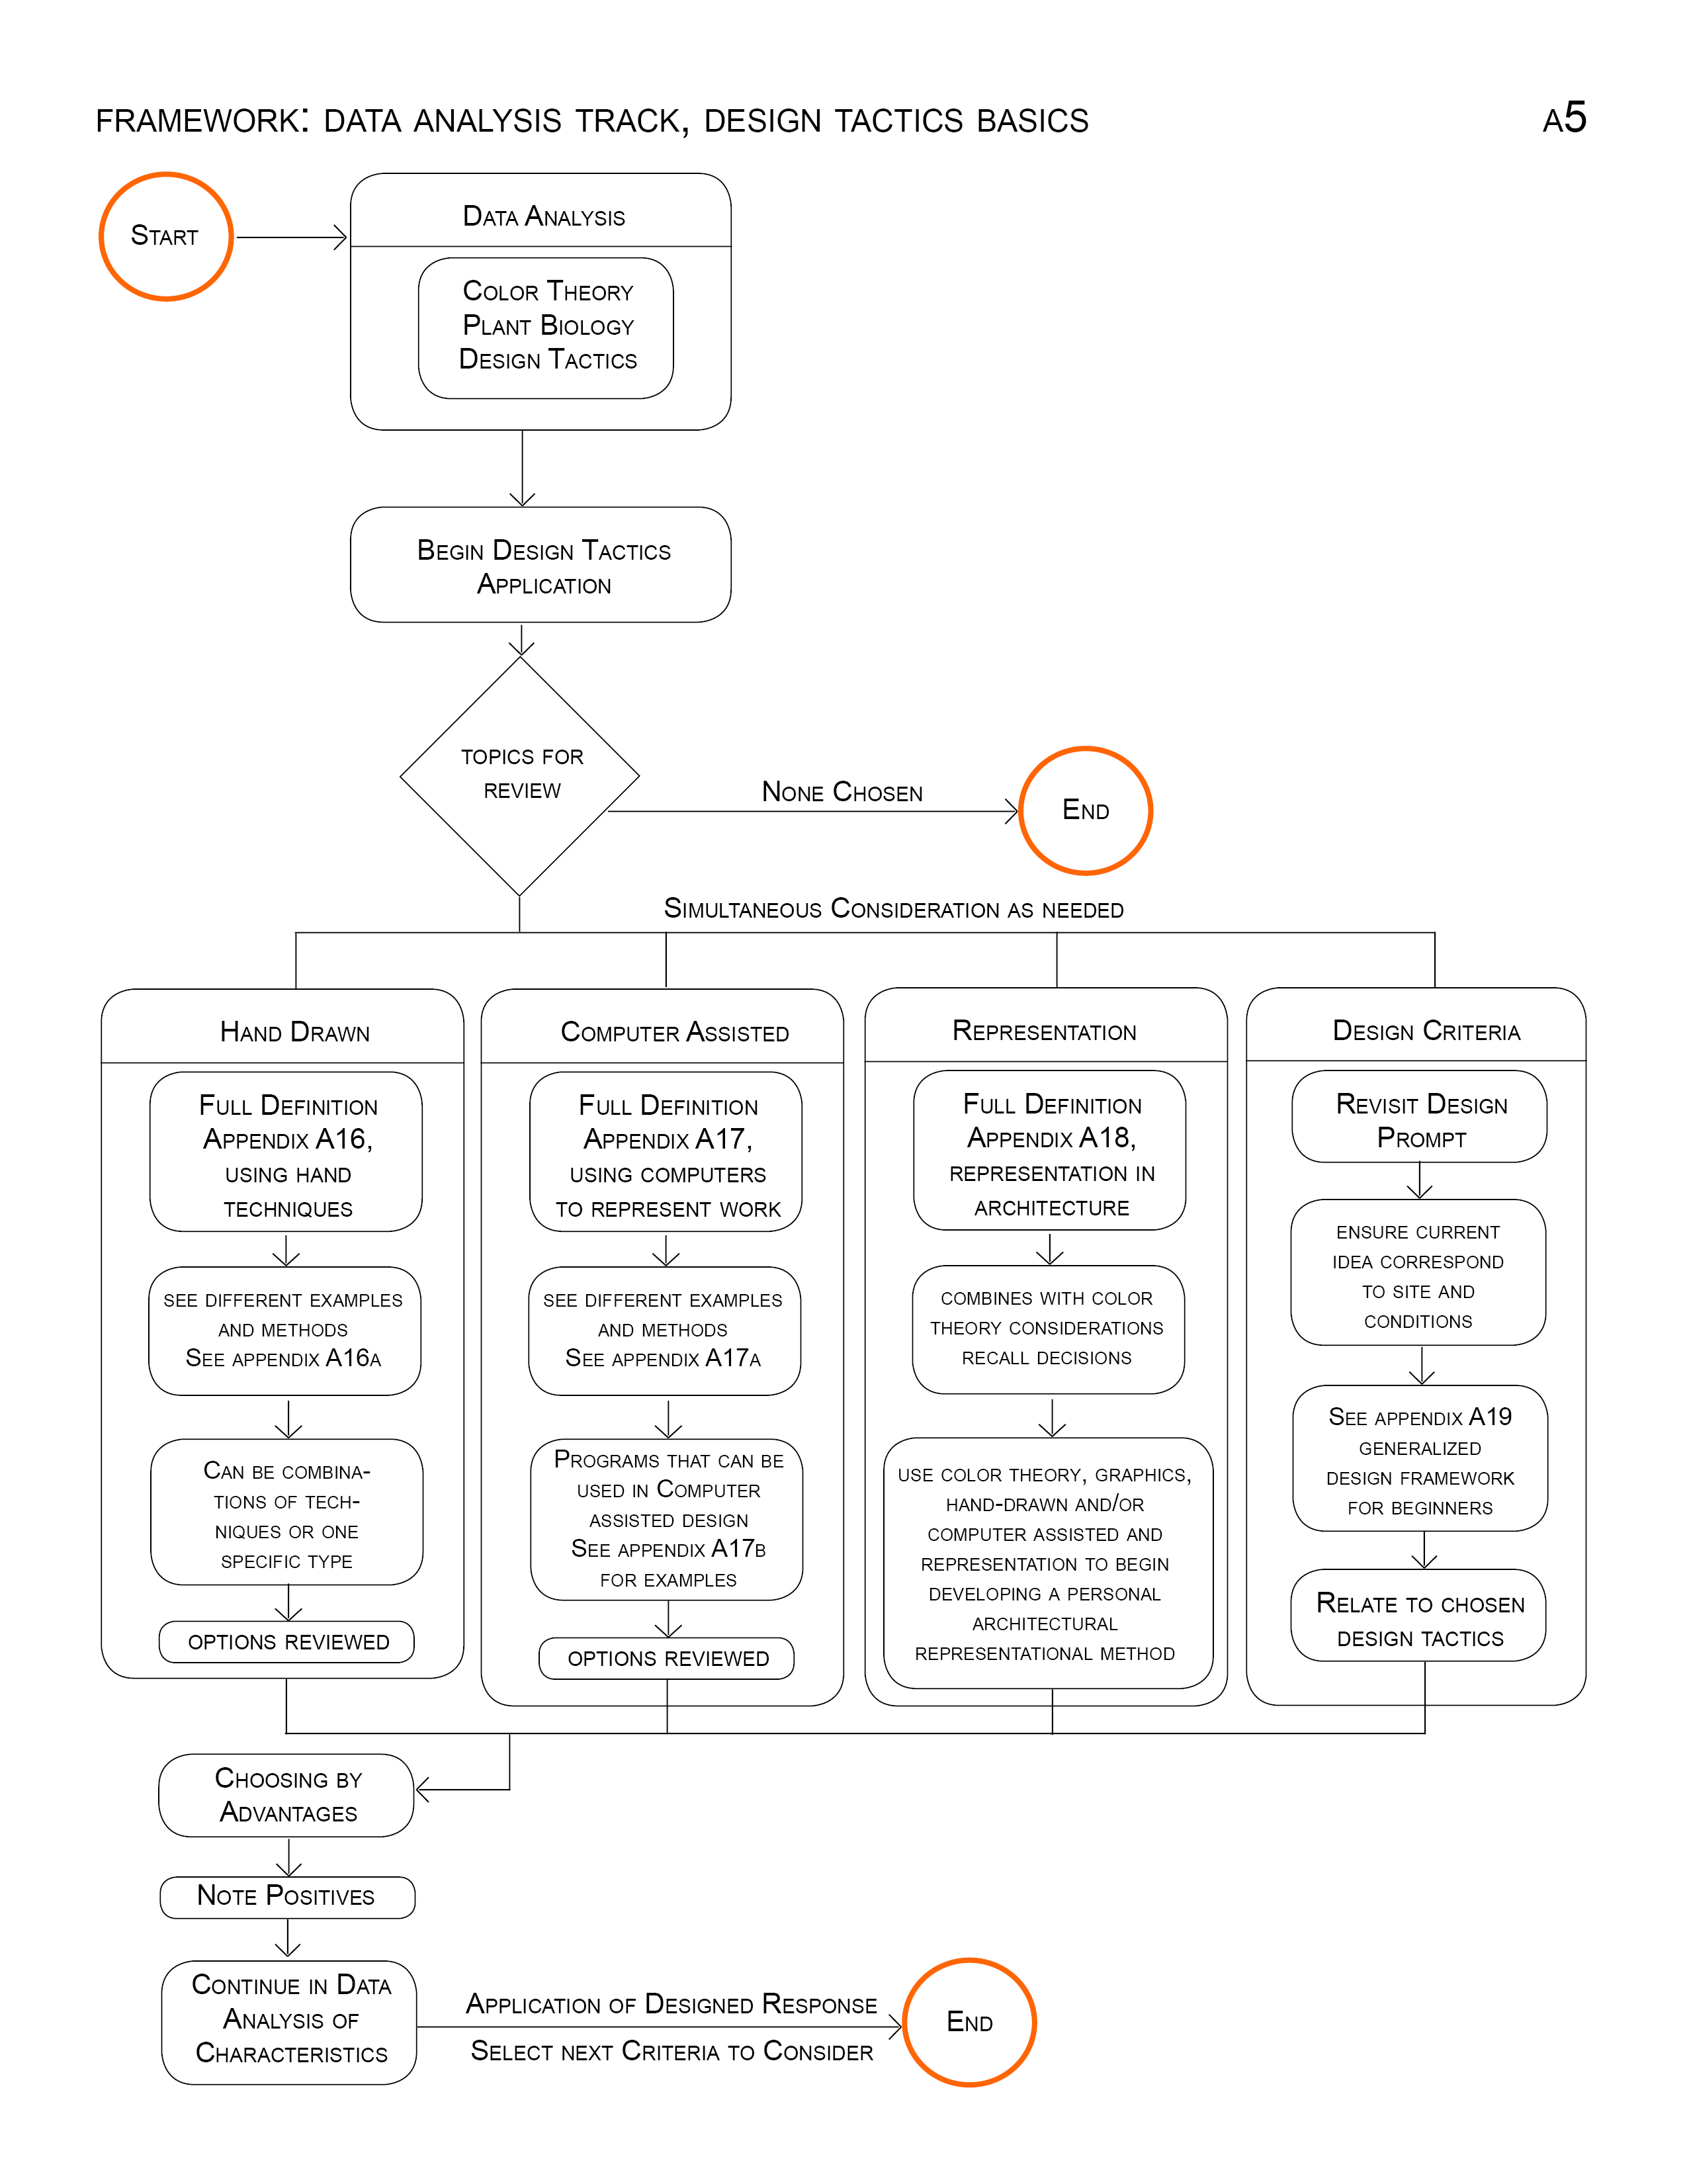 FRAMEWORK: DATA ANALYSIS TRACK, DESIGN TACTICS BASICS
A5
START
DATA ANALYSIS
COLOR THEORY
PLANT BIOLOGY
DESIGN TACTICS
BEGIN DESIGN TACTICS
APPLICATION
TOPICS FOR
REVIEW
NONE CHOSEN
END
SIMULTANEOUS CONSIDERATION AS NEEDED
HAND DRAWN
FULL DEFINITION
APPENDIX A16,
USING HAND
TECHNIQUES
SEE DIFFERENT EXAMPLES
AND METHODS
SEE APPENDIX A16A
CAN BE COMBINA-
TIONS OF TECH-
NIQUES OR ONE
SPECIFIC TYPE
OPTIONS REVIEWED
COMPUTER ASSISTED
FULL DEFINITION
APPENDIX A17,
USING COMPUTERS
TO REPRESENT WORK
SEE DIFFERENT EXAMPLES
AND METHODS
SEE APPENDIX A17A
PROGRAMS THAT CAN BE
USED IN COMPUTER
ASSISTED DESIGN
SEE APPENDIX A17B
FOR EXAMPLES
OPTIONS REVIEWED
REPRESENTATION
FULL DEFINITION
APPENDIX A18,
REPRESENTATION IN
ARCHITECTURE
COMBINES WITH COLOR
THEORY CONSIDERATIONS
RECALL DECISIONS
USE COLOR THEORY, GRAPHICS,
HAND-DRAWN AND/OR
COMPUTER ASSISTED AND
REPRESENTATION TO BEGIN
DEVELOPING A PERSONAL
ARCHITECTURAL
REPRESENTATIONAL METHOD
DESIGN CRITERIA
REVISIT DESIGN
PROMPT
ENSURE CURRENT
IDEA CORRESPOND
TO SITE AND
CONDITIONS
SEE APPENDIX A19
GENERALIZED
DESIGN FRAMEWORK
FOR BEGINNERS
RELATE TO CHOSEN
DESIGN TACTICS
CHOOSING BY
ADVANTAGES
NOTE POSITIVES
CONTINUE IN DATA
ANALYSIS OF
CHARACTERISTICS
APPLICATION OF DESIGNED RESPONSE
SELECT NEXT CRITERIA TO CONSIDER
END